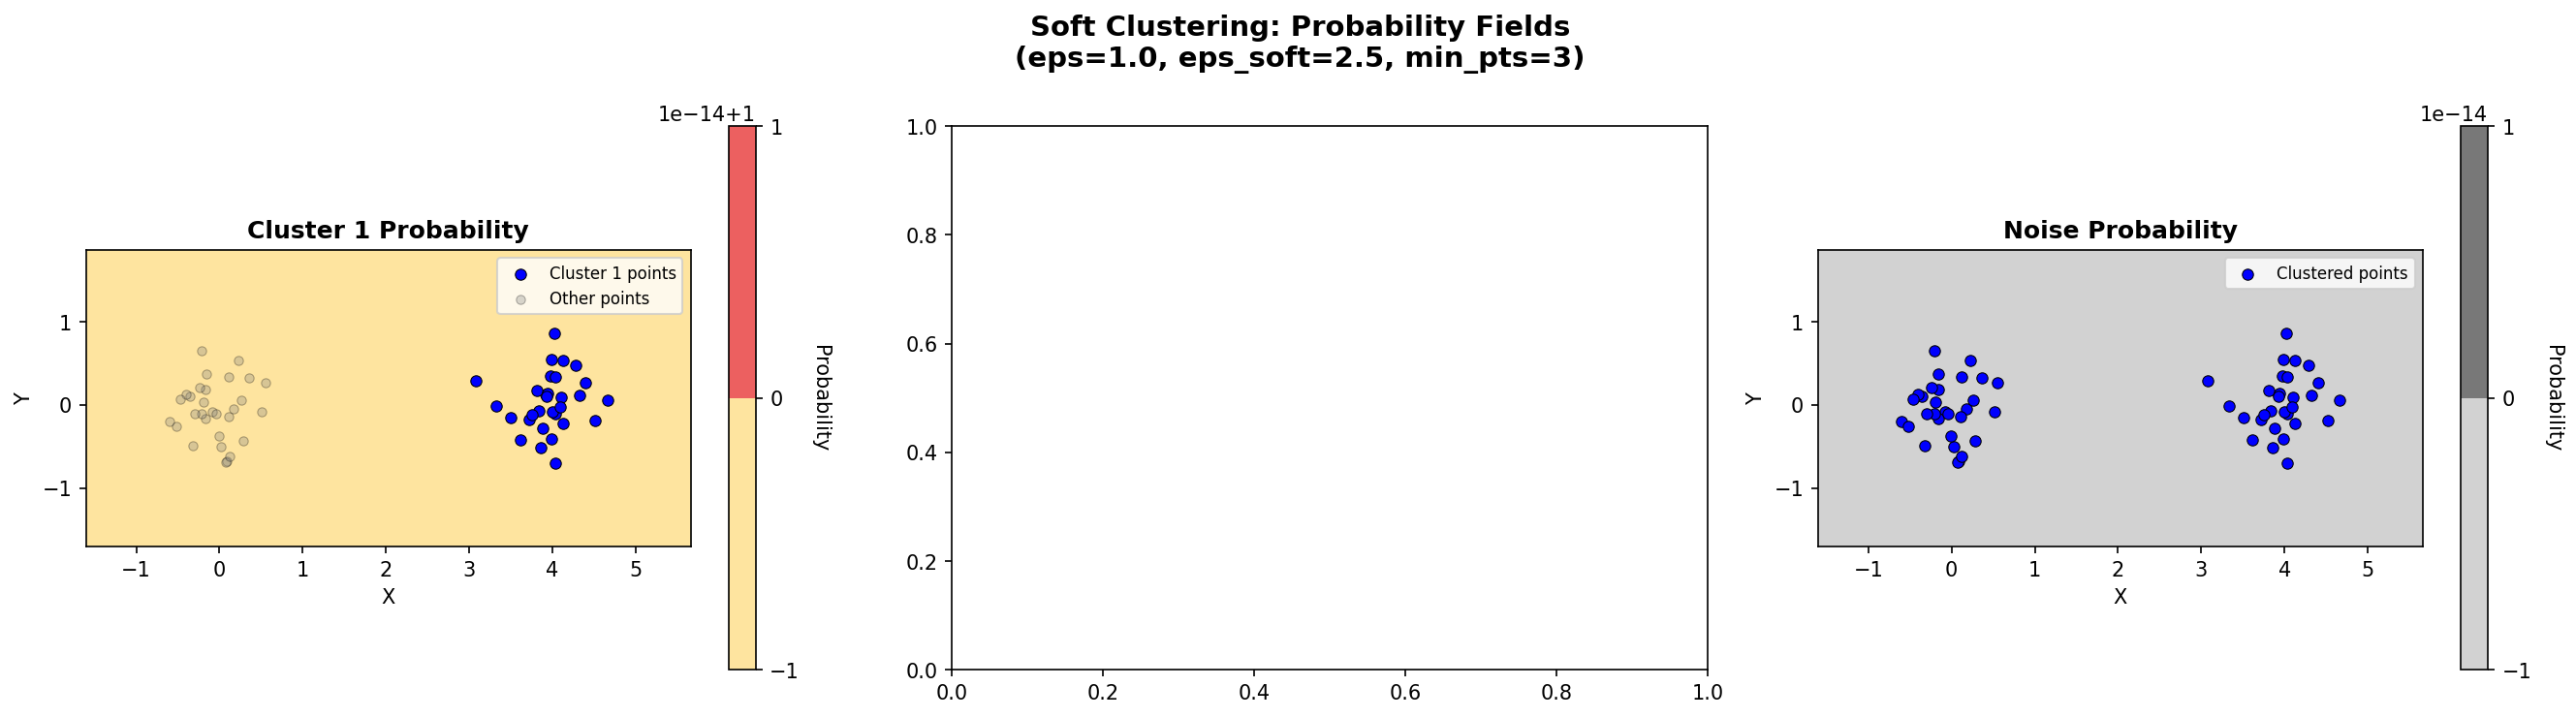 Soft Clustering: Probability Fields
(eps=1.0, eps_soft=2.5, min_pts=3)
Cluster 1 Probability
Cluster 1 points
Other points
1
0
−1
Y
−1 0 1 2 3 4 5
X
1e−14+1
1
0
−1
Probability
1.0
0.8
0.6
0.4
0.2
0.0
0.0 0.2 0.4 0.6 0.8 1.0
Noise Probability
Clustered points
1
0
−1
Y
−1 0 1 2 3 4 5
X
1e−14
1
0
−1
Probability